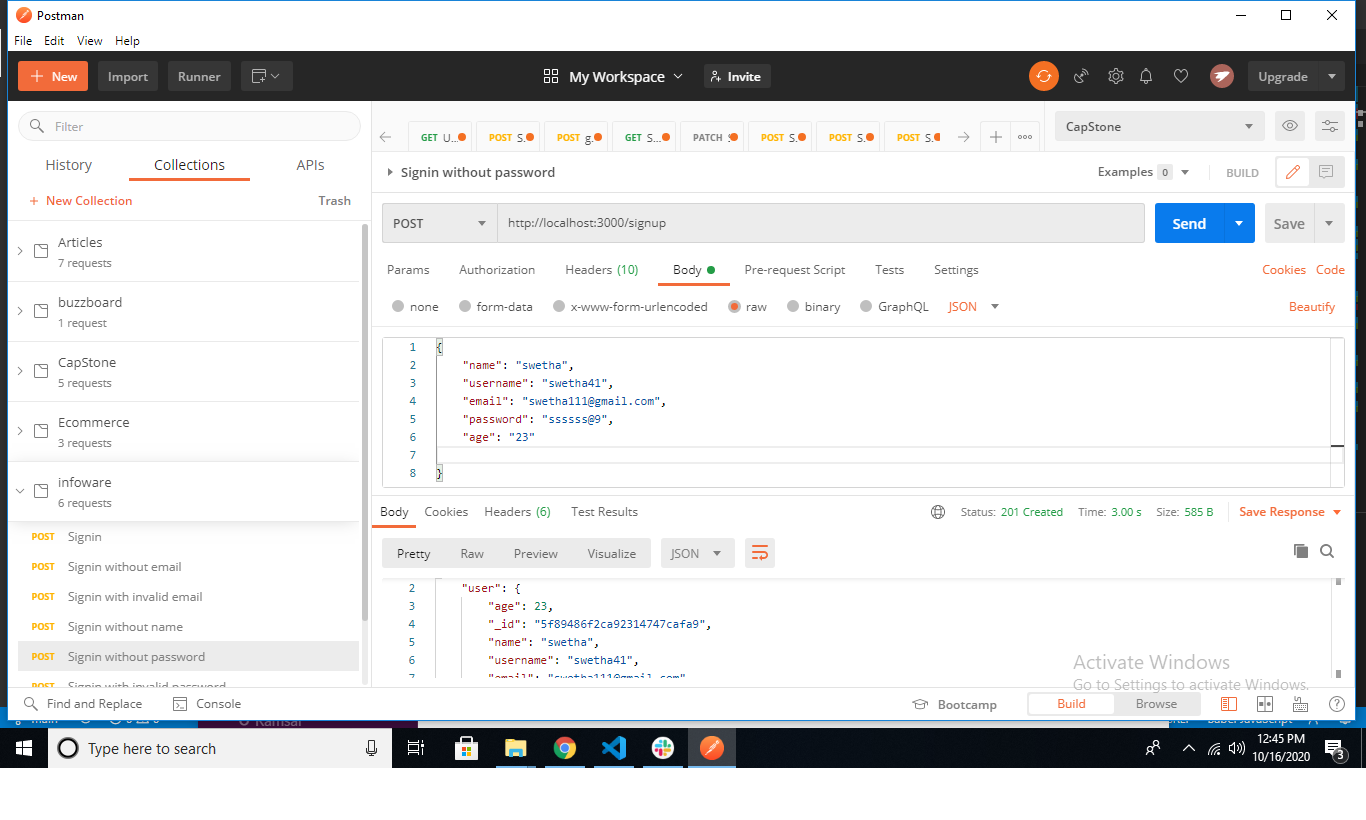 Postman
File Edit View Help
New Import Runner My Workspace Invite Upgrade
Filter
History Collections APIs
New Collection Trash
Articles
7 requests
buzzboard
1 request
CapStone
5 requests
Ecommerce
3 requests
infoware
6 requests
POST Signin
POST Signin without email
POST Signin with invalid email
POST Signin without name
POST Signin without password
POST Signin with invalid password
GET U... POST S. POST g. GET S... PATCH POST S. POST S. POST S. CapStone
Signin without password Examples 0 BUILD
POST http://localhost:3000/signup Send Save
Params Authorization Headers (10) Body Pre-request Script Tests Settings Cookies Code
none form-data x-www-form-urlencoded raw binary GraphQL JSON Beautify
1 {
2 "name": "swetha",
3 "username": "swetha41",
4 "email": "swetha111@gmail.com",
5 "password": "ssssss@9",
6 "age": "23"
7
8 }
Body Cookies Headers (6) Test Results Status: 201 Created Time: 3.00 s Size: 585 B Save Response
Pretty Raw Preview Visualize JSON
2 "user": {
3 "age": 23,
4 "_id": "5f89486f2ca92314747cafa9",
5 "name": "swetha",
6 "username": "swetha41",
7 "email": "swetha111@gmail.com"
Activate Windows
Go to Settings to activate Windows.
Find and Replace Console Bootcamp Build Browse
Type here to search
12:45 PM
10/16/2020
3